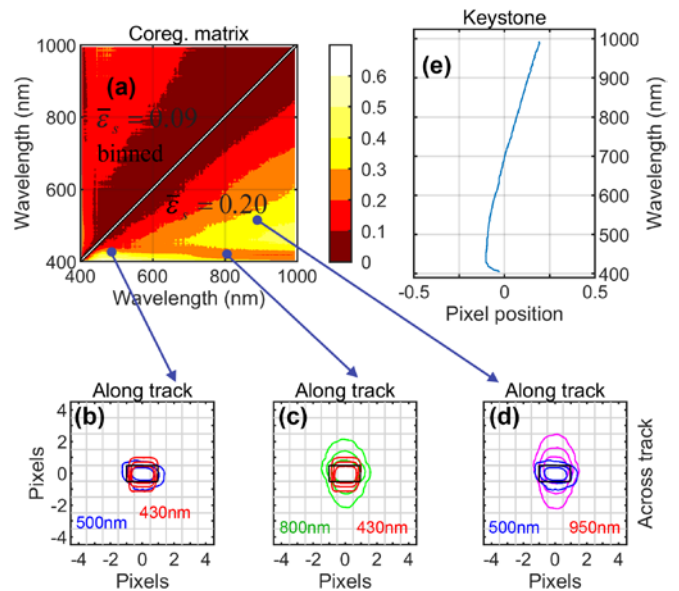 Coreg. matrix
1000
800
600
400
Wavelength (nm)
(a)
ε̄ₛ = 0.09
binned
ε̄ₛ = 0.20
400 600 800 1000
Wavelength (nm)
0.6
0.5
0.4
0.3
0.2
0.1
0
Keystone
(e)
1000
900
800
700
600
500
400
Wavelength (nm)
-0.5 0 0.5
Pixel position
Along track
(b)
4
2
0
-2
-4
Pixels
500nm
430nm
-4 -2 0 2 4
Pixels
Along track
(c)
800nm
430nm
-4 -2 0 2 4
Pixels
Along track
(d)
500nm
950nm
-4 -2 0 2 4
Pixels
Across track